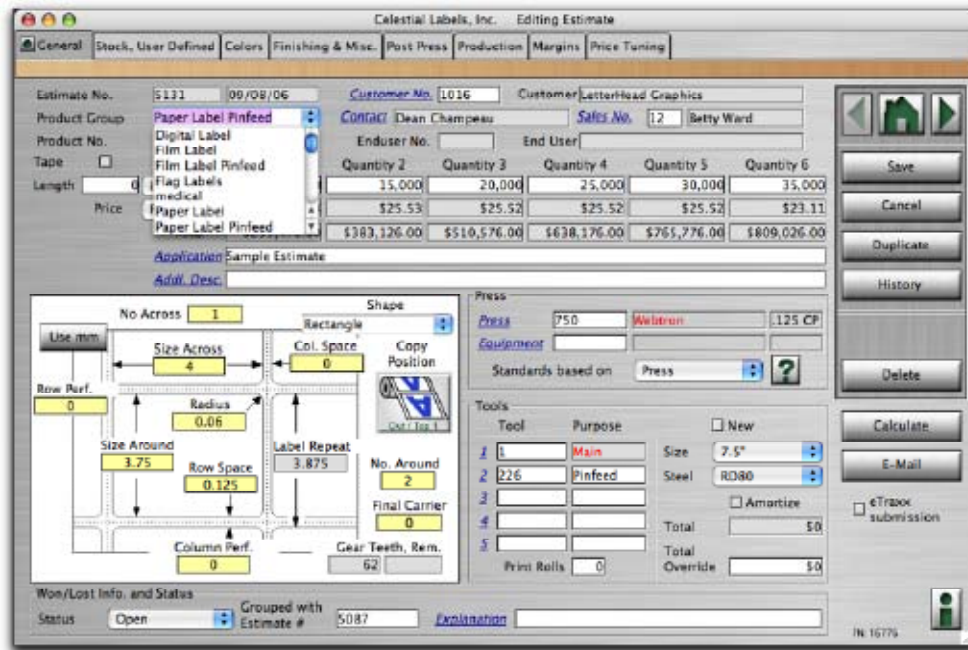 Celestial Labels, Inc. Editing Estimate
General Stock, User Defined Colors Finishing & Misc. Post Press Production Margins Price Tuning
Estimate No. 5131 09/08/06 Customer No. 1016 Customer LetterHead Graphics
Product Group Paper Label Pinfeed Contact Dean Champeau Sales No. 12 Betty Ward
Product No. Enduser No. End User
Digital Label
Film Label
Film Label Pinfeed
Flag Labels
medical
Paper Label
Paper Label Pinfeed
Tape Quantity 2 Quantity 3 Quantity 4 Quantity 5 Quantity 6
Length 0 15,000 20,000 25,000 30,000 35,000
Price $25.53 $25.52 $25.52 $25.52 $23.11
$383,126.00 $510,576.00 $638,176.00 $765,776.00 $809,026.00
Application Sample Estimate
Addl. Desc.
Save
Cancel
Duplicate
History
Delete
Calculate
E-Mail
eTraxx submission
No Across 1
Shape
Rectangle
Use mm
Size Across
4
Col. Space
0
Copy Position
Out / Top 1
Row Perf.
0
Radius
0.06
Size Around
3.75
Row Space
0.125
Label Repeat
3.875
No. Around
2
Final Carrier
0
Column Perf.
0
Gear Teeth, Rem.
62
Press
Press 750 Webtron .125 CP
Equipment
Standards based on Press ?
Tools
Tool Purpose New
1 1 Main Size 7.5"
2 226 Pinfeed Steel RD80
3 Amortize
4 Total $0
5 Total Override $0
Print Rolls 0
Won/Lost Info. and Status
Status Open Grouped with Estimate # 5087 Explanation
IN: 16776